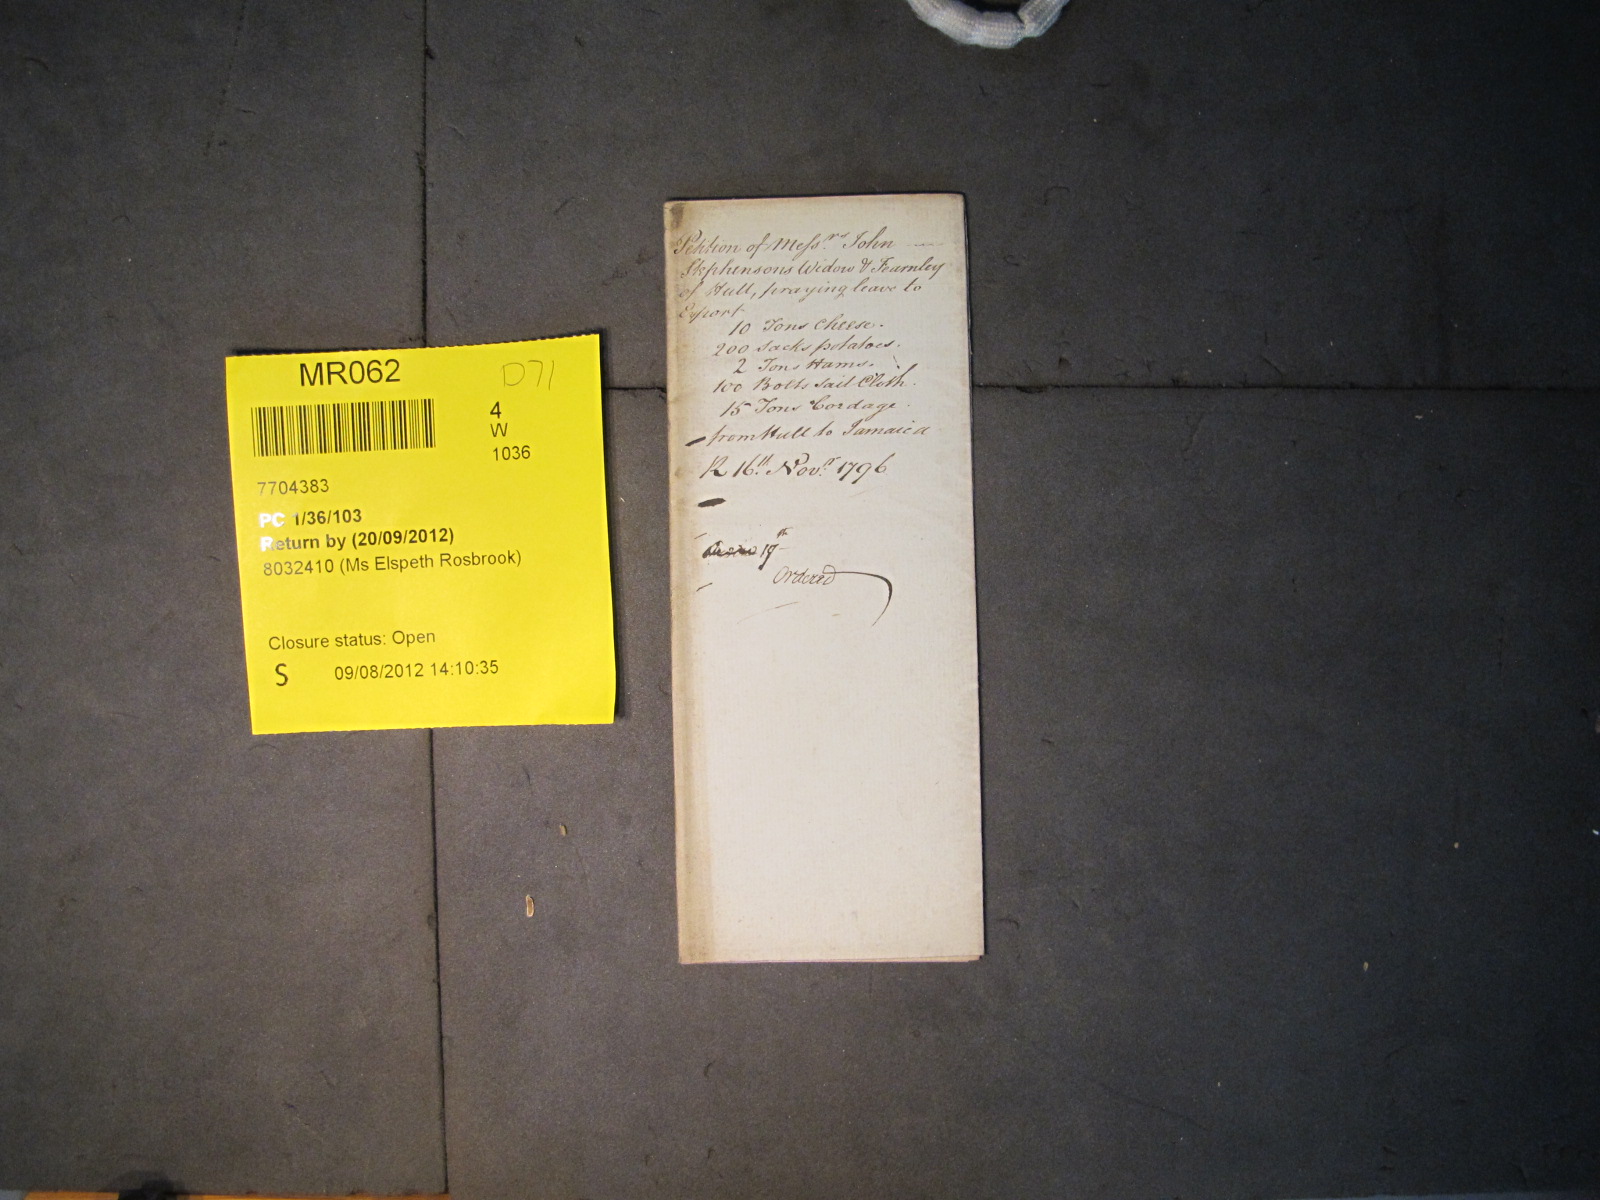 MR062
D71
4
W
1036
7704383
PC 1/36/103
Return by (20/09/2012)
8032410 (Ms Elspeth Rosbrook)
Closure status: Open
S 09/08/2012 14:10:35
Petition of Messrs. John
Stephensons Widow & Fearnley
of Hull, praying leave to
Export
10 Tons Cheese.
200 Sacks potatoes.
2 Tons Hams.
100 Bolts Sail Cloth.
15 Tons Cordage.
from Hull to Jamaica
R 16th. Novr. 1796
19th
Ordered